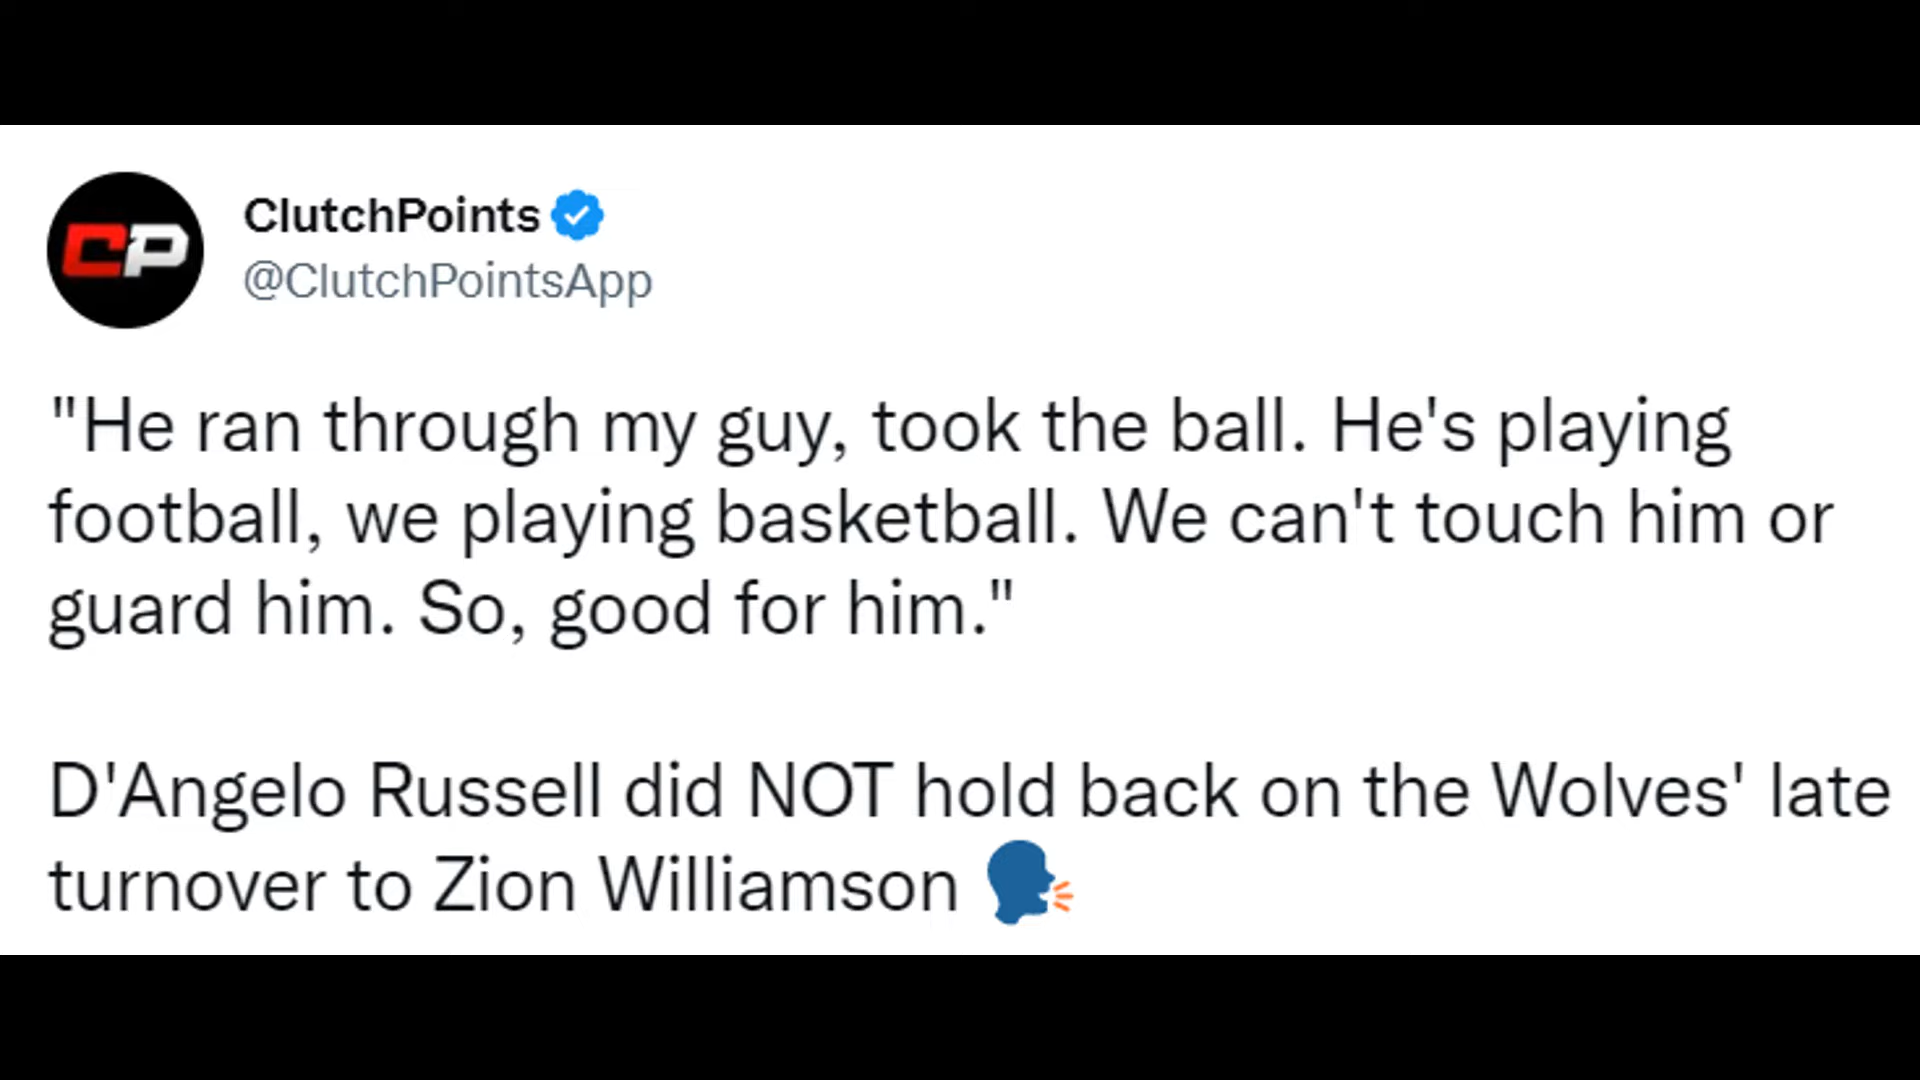 CP
ClutchPoints
@ClutchPointsApp
"He ran through my guy, took the ball. He's playing
football, we playing basketball. We can't touch him or
guard him. So, good for him."
D'Angelo Russell did NOT hold back on the Wolves' late
turnover to Zion Williamson 🗣️